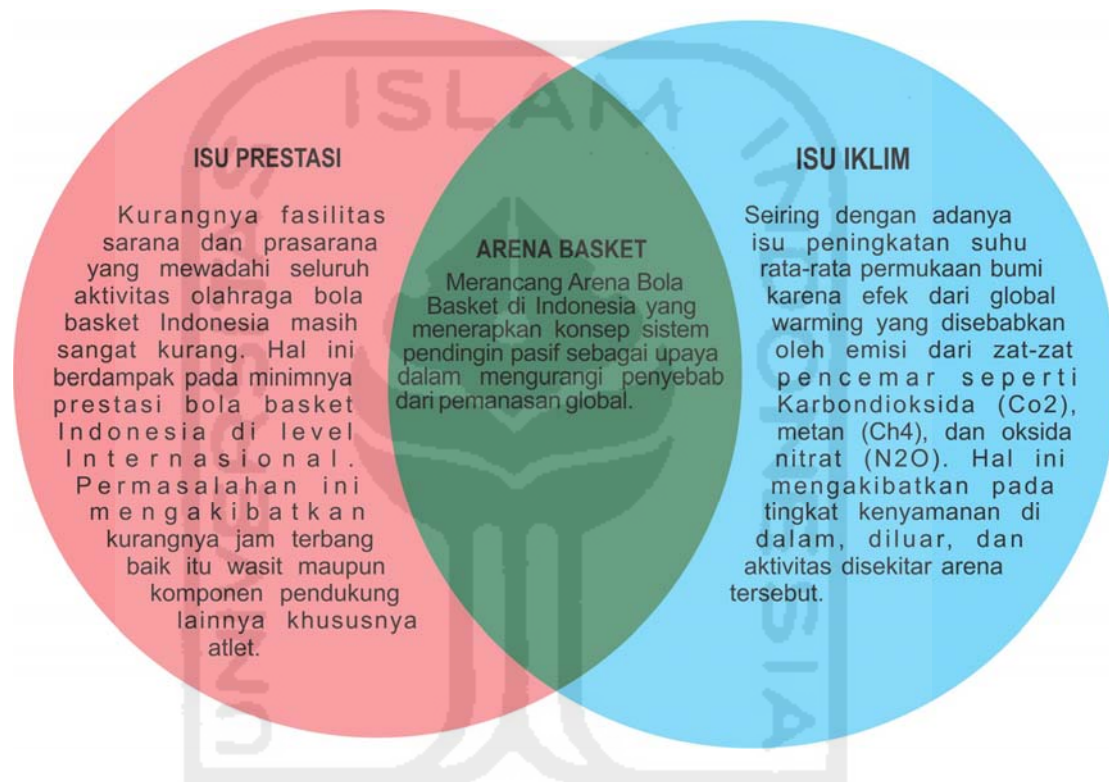 ISU PRESTASI
Kurangnya fasilitas
sarana dan prasarana
yang mewadahi seluruh
aktivitas olahraga bola
basket Indonesia masih
sangat kurang. Hal ini
berdampak pada minimnya
prestasi bola basket
Indonesia di level
Internasional.
Permasalahan ini
mengakibatkan
kurangnya jam terbang
baik itu wasit maupun
komponen pendukung
lainnya khususnya
atlet.
ARENA BASKET
Merancang Arena Bola
Basket di Indonesia yang
menerapkan konsep sistem
pendingin pasif sebagai upaya
dalam mengurangi penyebab
dari pemanasan global.
ISU IKLIM
Seiring dengan adanya
isu peningkatan suhu
rata-rata permukaan bumi
karena efek dari global
warming yang disebabkan
oleh emisi dari zat-zat
pencemar seperti
Karbondioksida (Co2),
metan (Ch4), dan oksida
nitrat (N2O). Hal ini
mengakibatkan pada
tingkat kenyamanan di
dalam, diluar, dan
aktivitas disekitar arena
tersebut.
UNIVERSITAS
ISLAM
INDONESIA